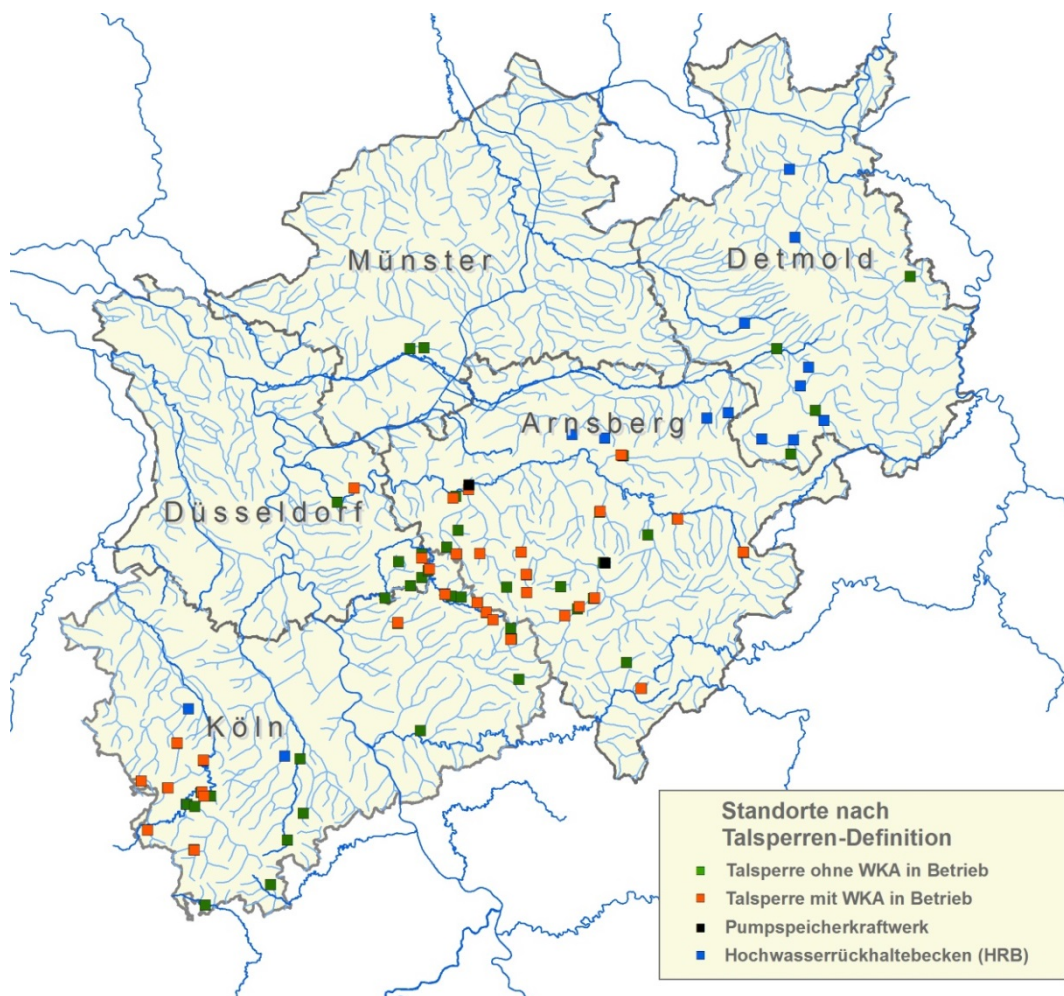 Münster
Detmold
Arnsberg
Düsseldorf
Köln
Standorte nach
Talsperren-Definition
Talsperre ohne WKA in Betrieb
Talsperre mit WKA in Betrieb
Pumpspeicherkraftwerk
Hochwasserrückhaltebecken (HRB)